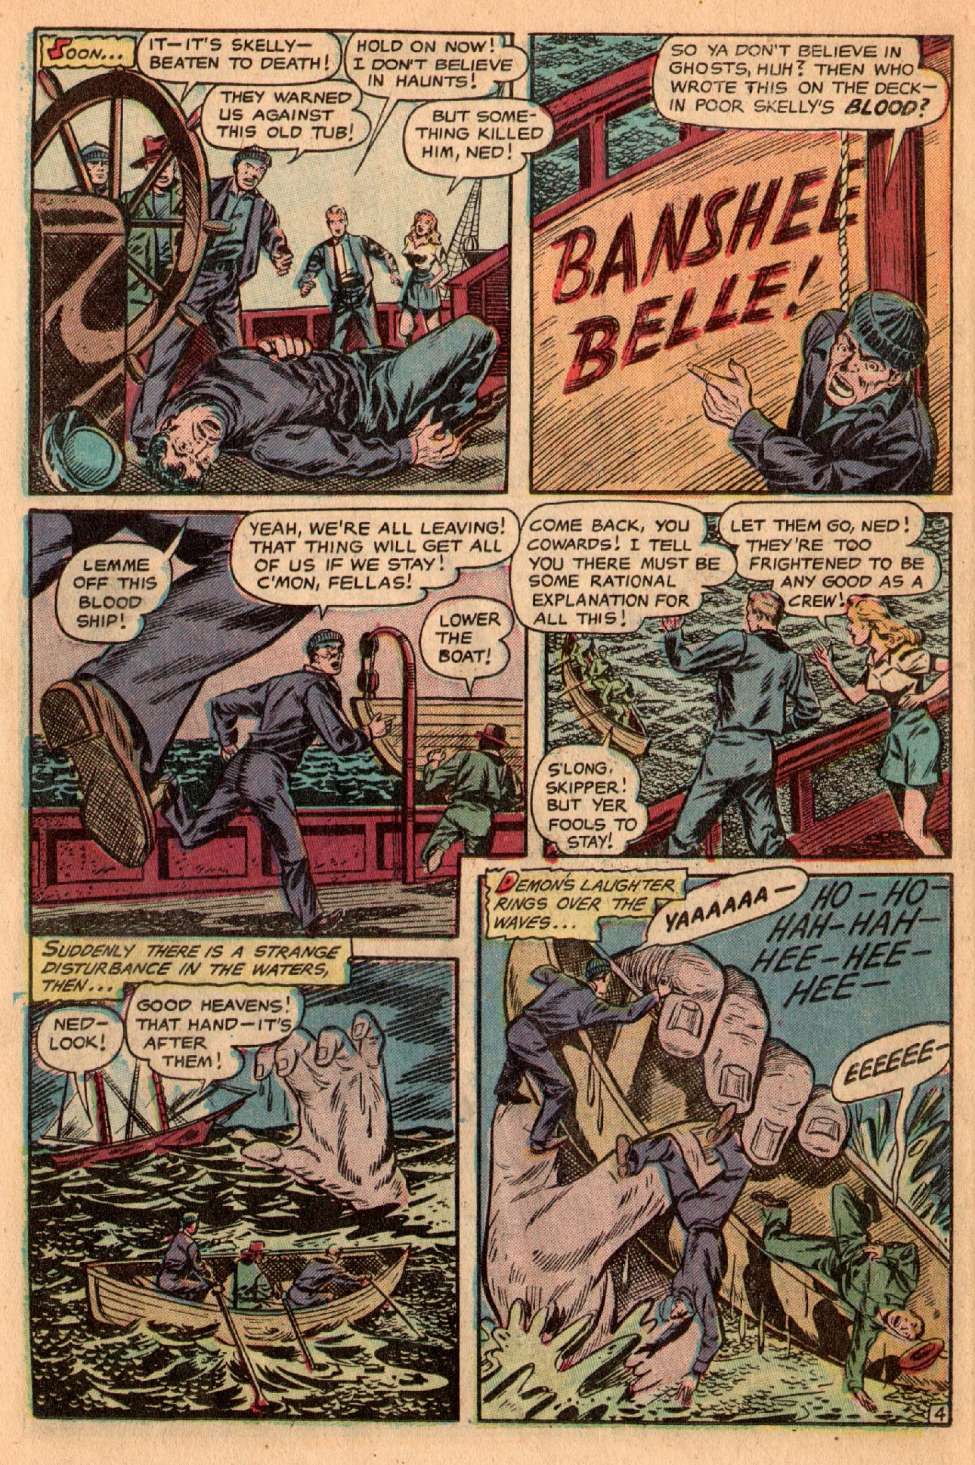 SOON...
IT—IT'S SKELLY—
BEATEN TO DEATH!
HOLD ON NOW!
I DON'T BELIEVE
IN HAUNTS!
THEY WARNED
US AGAINST
THIS OLD TUB!
BUT SOME-
THING KILLED
HIM, NED!
SO YA DON'T BELIEVE IN
GHOSTS, HUH? THEN WHO
WROTE THIS ON THE DECK—
IN POOR SKELLY'S BLOOD?
BANSHEE
BELLE!
LEMME
OFF THIS
BLOOD
SHIP!
YEAH, WE'RE ALL LEAVING!
THAT THING WILL GET ALL
OF US IF WE STAY!
C'MON, FELLAS!
LOWER
THE
BOAT!
COME BACK, YOU
COWARDS! I TELL
YOU THERE MUST BE
SOME RATIONAL
EXPLANATION FOR
ALL THIS!
LET THEM GO, NED!
THEY'RE TOO
FRIGHTENED TO BE
ANY GOOD AS A
CREW!
S'LONG,
SKIPPER!
BUT YER
FOOLS TO
STAY!
SUDDENLY THERE IS A STRANGE
DISTURBANCE IN THE WATERS,
THEN...
NED—
LOOK!
GOOD HEAVENS!
THAT HAND—IT'S
AFTER
THEM!
DEMON'S LAUGHTER
RINGS OVER THE
WAVES...
YAAAAAA—
HO—HO—
HAH—HAH—
HEE—HEE—
HEE—
EEEEEE—
4